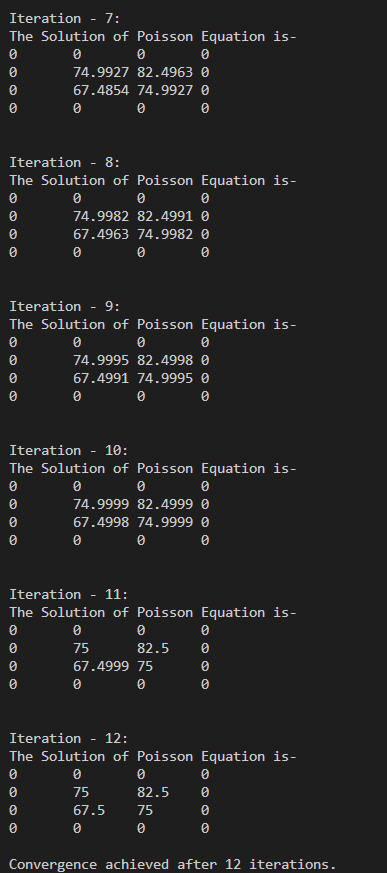 Iteration - 7:
The Solution of Poisson Equation is-
0       0       0       0
0       74.9927 82.4963 0
0       67.4854 74.9927 0
0       0       0       0
Iteration - 8:
The Solution of Poisson Equation is-
0       0       0       0
0       74.9982 82.4991 0
0       67.4963 74.9982 0
0       0       0       0
Iteration - 9:
The Solution of Poisson Equation is-
0       0       0       0
0       74.9995 82.4998 0
0       67.4991 74.9995 0
0       0       0       0
Iteration - 10:
The Solution of Poisson Equation is-
0       0       0       0
0       74.9999 82.4999 0
0       67.4998 74.9999 0
0       0       0       0
Iteration - 11:
The Solution of Poisson Equation is-
0       0       0       0
0       75      82.5    0
0       67.4999 75      0
0       0       0       0
Iteration - 12:
The Solution of Poisson Equation is-
0       0       0       0
0       75      82.5    0
0       67.5    75      0
0       0       0       0
Convergence achieved after 12 iterations.